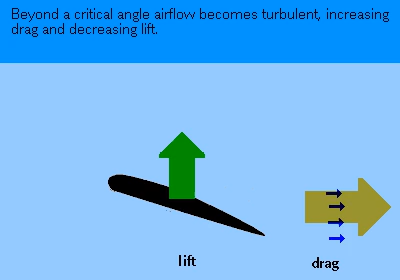 Beyond a critical angle airflow becomes turbulent, increasing
drag and decreasing lift.
lift
drag